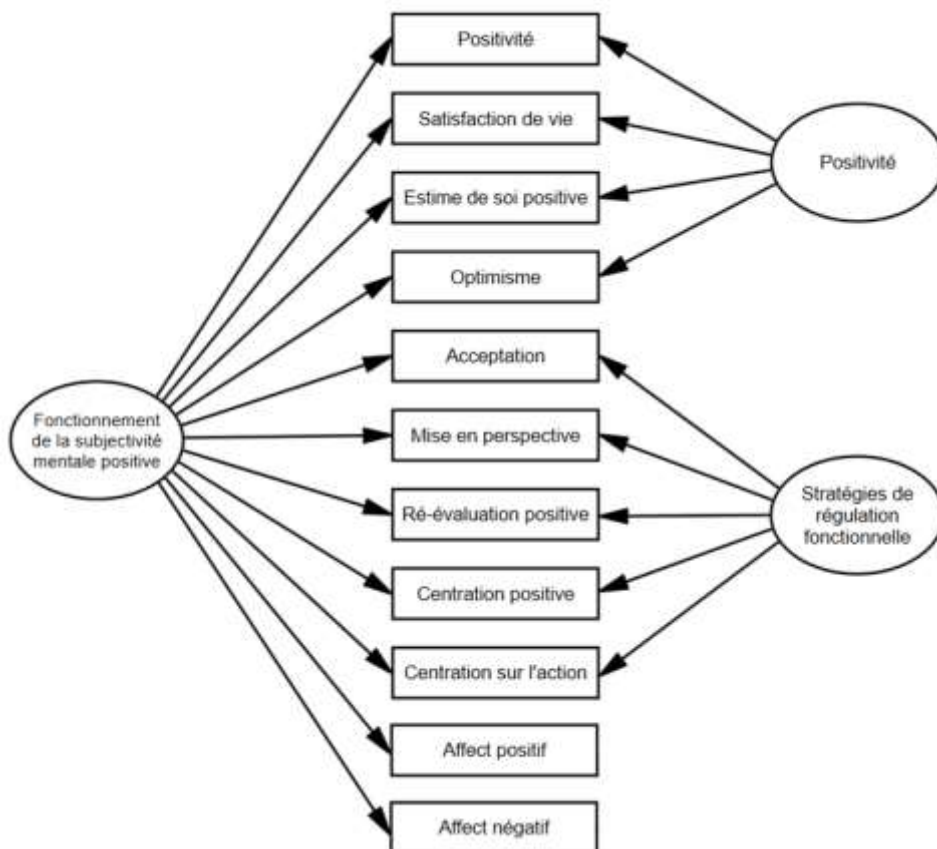 Positivité
Satisfaction de vie
Estime de soi positive
Optimisme
Acceptation
Mise en perspective
Ré-évaluation positive
Centration positive
Centration sur l'action
Affect positif
Affect négatif
Fonctionnement
de la subjectivité
mentale positive
Positivité
Stratégies de
régulation
fonctionnelle